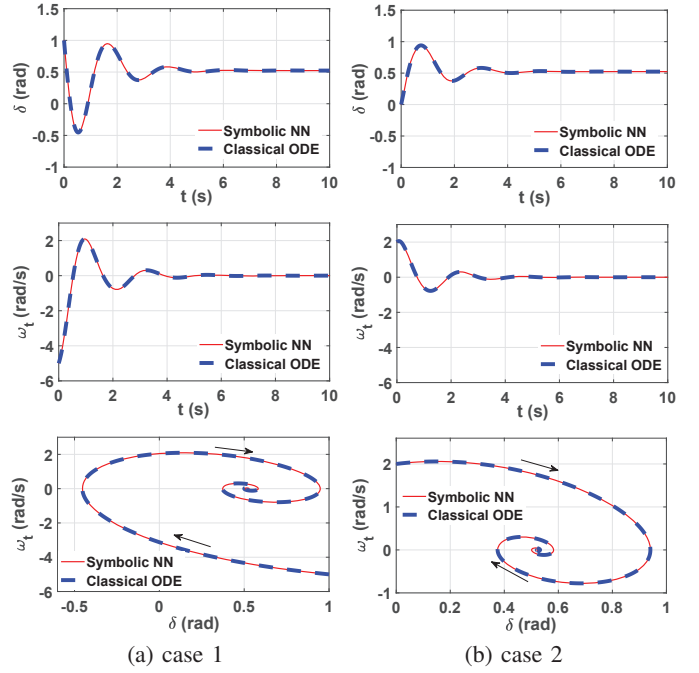 1.5
1
0.5
0
-0.5
-1
δ (rad)
Symbolic NN
Classical ODE
0 2 4 6 8 10
t (s)
1.5
1
0.5
0
-0.5
-1
δ (rad)
Symbolic NN
Classical ODE
0 2 4 6 8 10
t (s)
2
0
-2
-4
-6
ωt (rad/s)
Symbolic NN
Classical ODE
0 2 4 6 8 10
t (s)
2
0
-2
-4
-6
ωt (rad/s)
Symbolic NN
Classical ODE
0 2 4 6 8 10
t (s)
2
0
-2
-4
-6
ωt (rad/s)
Symbolic NN
Classical ODE
-0.5 0 0.5 1
δ (rad)
(a) case 1
2
1
0
-1
ωt (rad/s)
Symbolic NN
Classical ODE
0 0.2 0.4 0.6 0.8 1
δ (rad)
(b) case 2